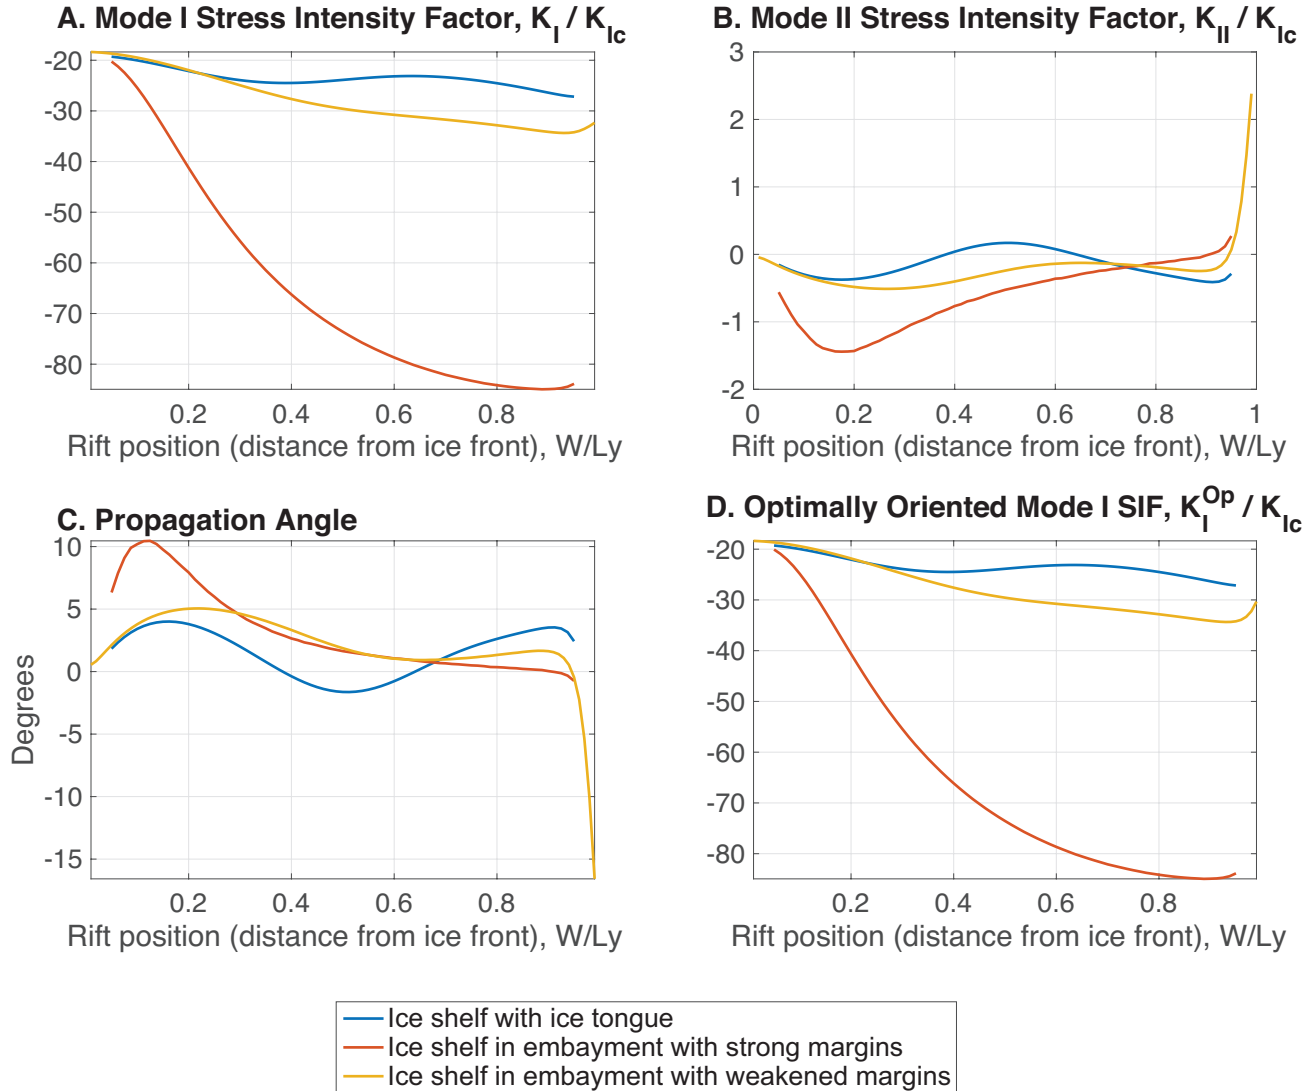 A. Mode I Stress Intensity Factor, K_I / K_Ic
-20
-30
-40
-50
-60
-70
-80
0.2 0.4 0.6 0.8
Rift position (distance from ice front), W/Ly
B. Mode II Stress Intensity Factor, K_II / K_Ic
3
2
1
0
-1
-2
0 0.2 0.4 0.6 0.8 1
Rift position (distance from ice front), W/Ly
C. Propagation Angle
10
5
0
-5
-10
-15
Degrees
0.2 0.4 0.6 0.8
Rift position (distance from ice front), W/Ly
D. Optimally Oriented Mode I SIF, K_I^Op / K_Ic
-20
-30
-40
-50
-60
-70
-80
0.2 0.4 0.6 0.8
Rift position (distance from ice front), W/Ly
Ice shelf with ice tongue
Ice shelf in embayment with strong margins
Ice shelf in embayment with weakened margins